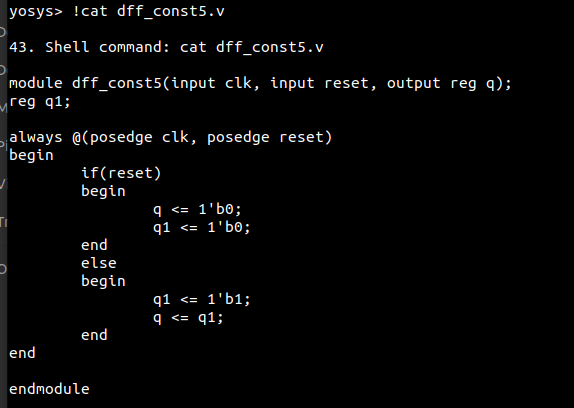 yosys> !cat dff_const5.v
43. Shell command: cat dff_const5.v
module dff_const5(input clk, input reset, output reg q);
reg q1;
always @(posedge clk, posedge reset)
begin
if(reset)
begin
q <= 1'b0;
q1 <= 1'b0;
end
else
begin
q1 <= 1'b1;
q <= q1;
end
end
endmodule